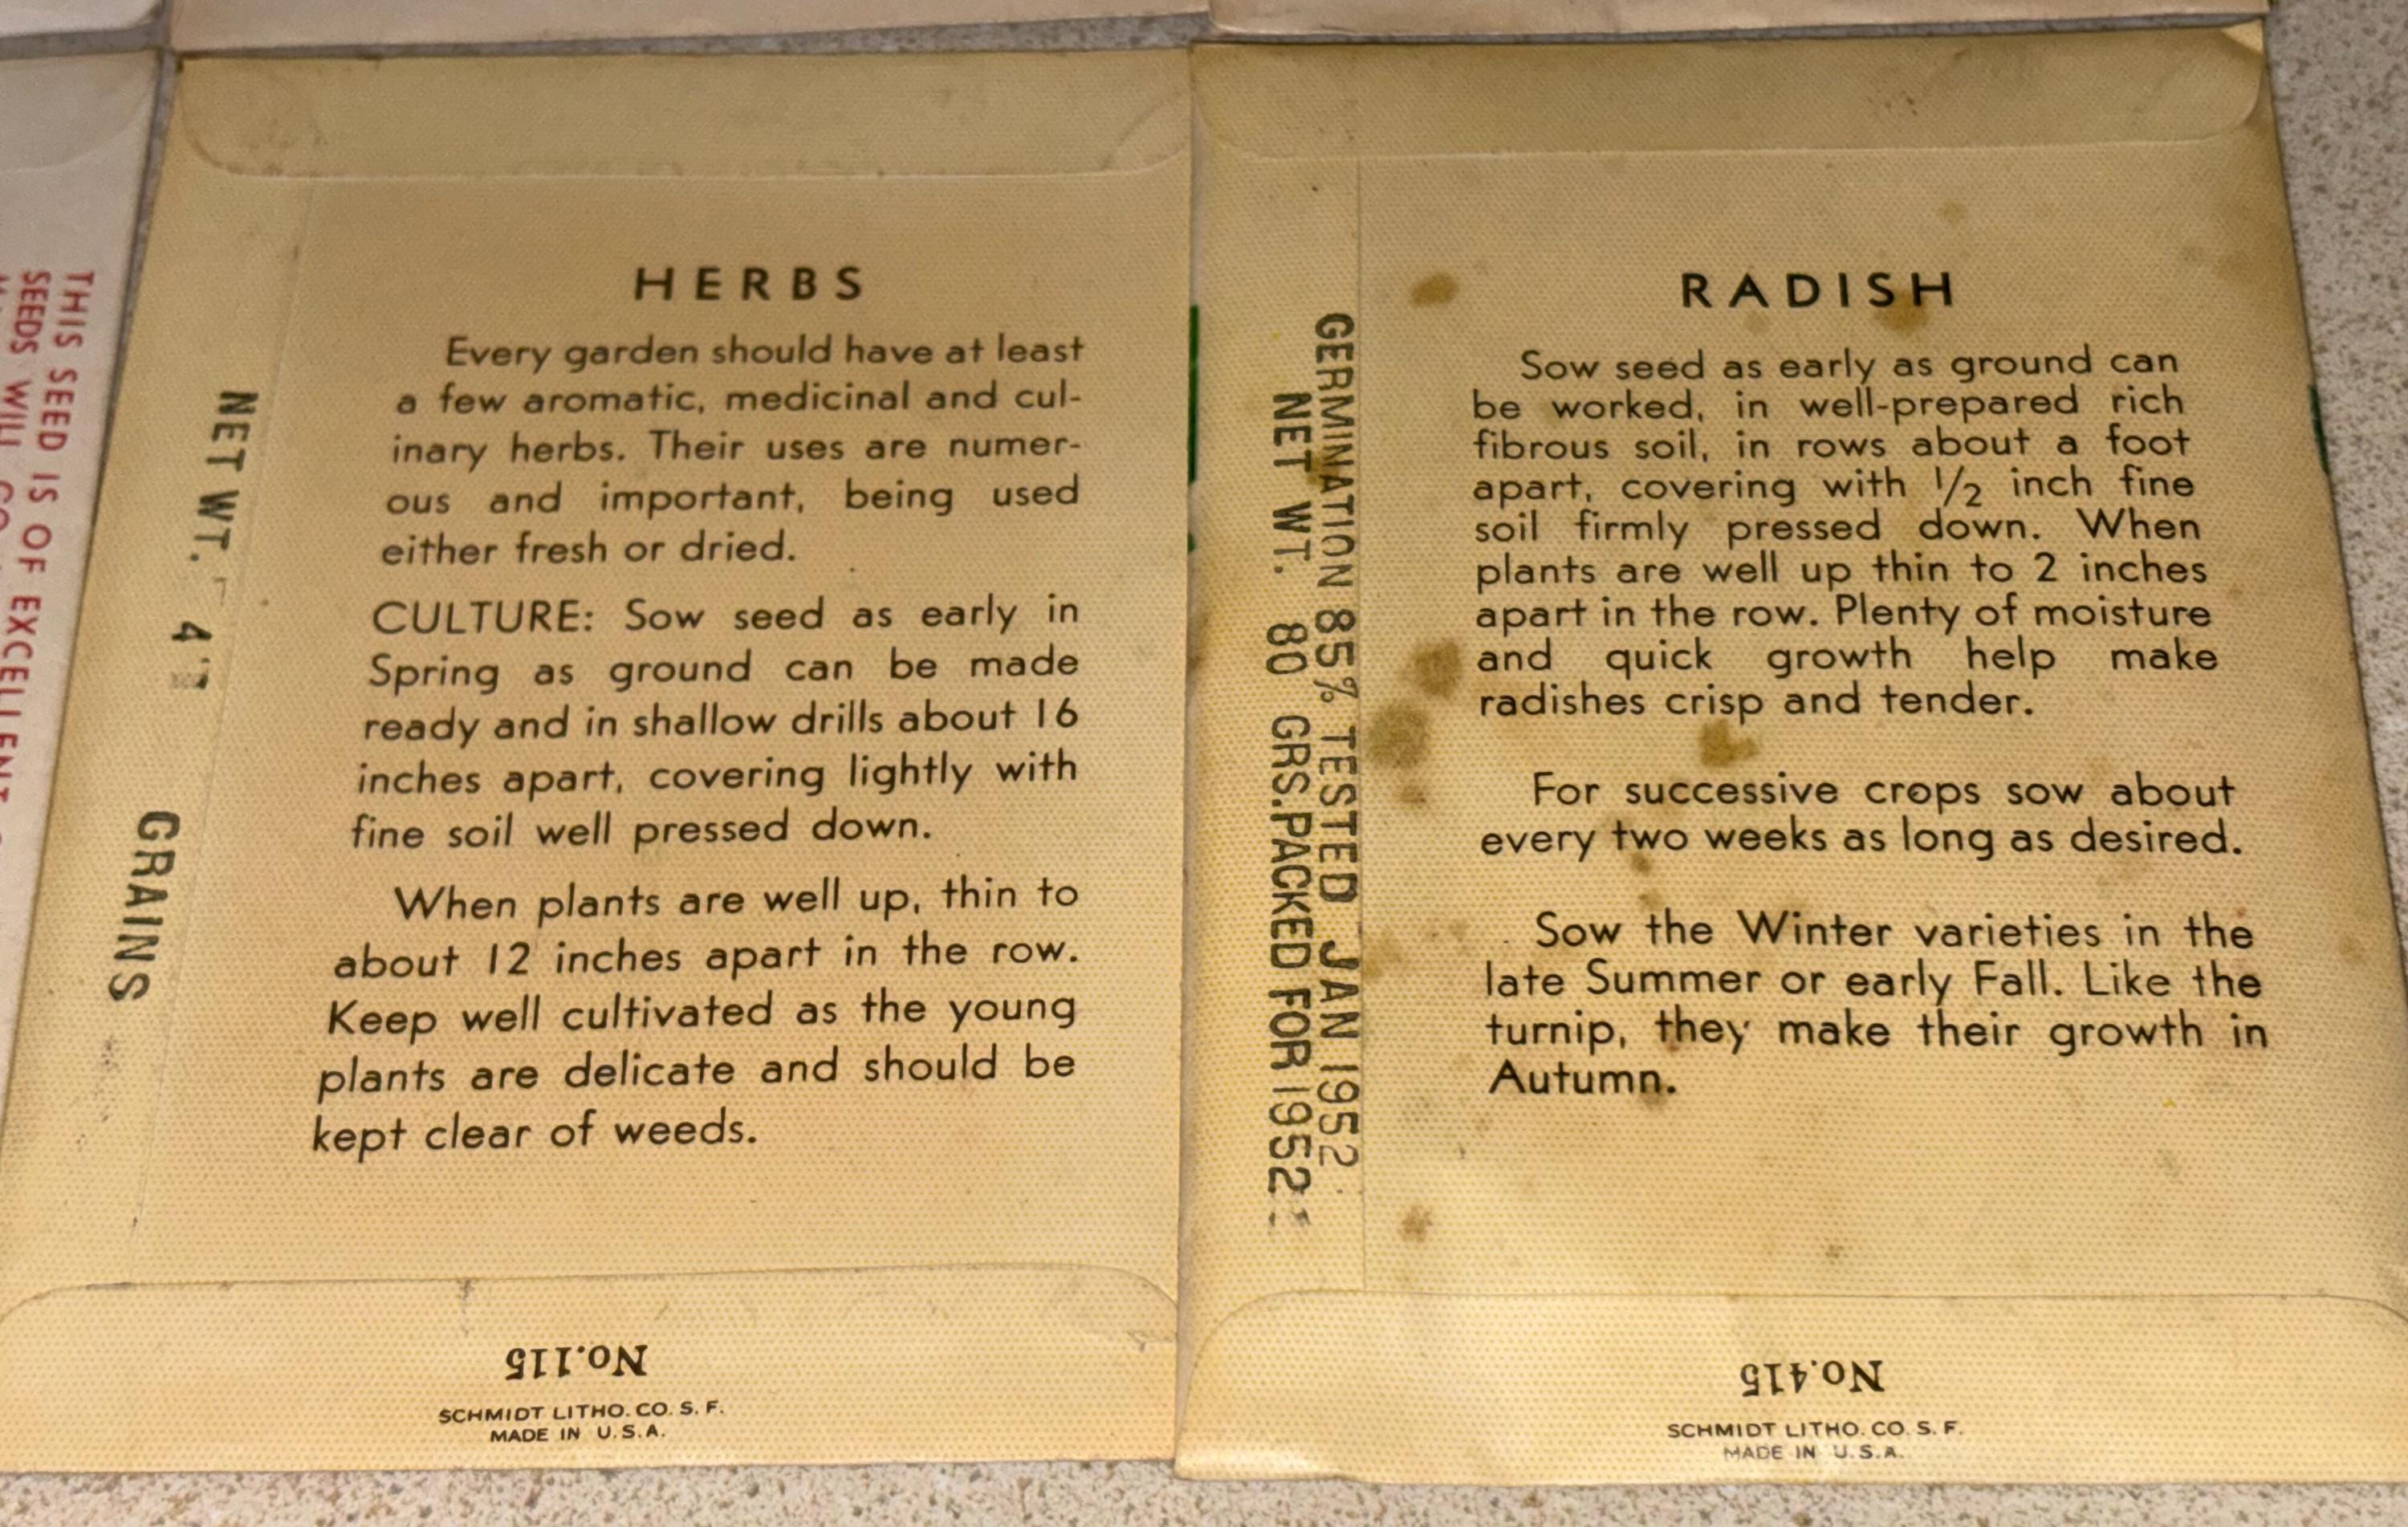 THIS SEED IS OF EXCELLENT
SEEDS WILL
NET WT. 4
GRAINS
HERBS
Every garden should have at least
a few aromatic, medicinal and cul-
inary herbs. Their uses are numer-
ous and important, being used
either fresh or dried.
CULTURE: Sow seed as early in
Spring as ground can be made
ready and in shallow drills about 16
inches apart, covering lightly with
fine soil well pressed down.
When plants are well up, thin to
about 12 inches apart in the row.
Keep well cultivated as the young
plants are delicate and should be
kept clear of weeds.
No.115
SCHMIDT LITHO. CO. S. F.
MADE IN U.S.A.
GERMINATION 85% TESTED JAN 1952
NET WT. 80 GRS.PACKED FOR 1952
RADISH
Sow seed as early as ground can
be worked, in well-prepared rich
fibrous soil, in rows about a foot
apart, covering with 1/2 inch fine
soil firmly pressed down. When
plants are well up thin to 2 inches
apart in the row. Plenty of moisture
and quick growth help make
radishes crisp and tender.
For successive crops sow about
every two weeks as long as desired.
Sow the Winter varieties in the
late Summer or early Fall. Like the
turnip, they make their growth in
Autumn.
No.415
SCHMIDT LITHO. CO. S. F.
MADE IN U.S.A.